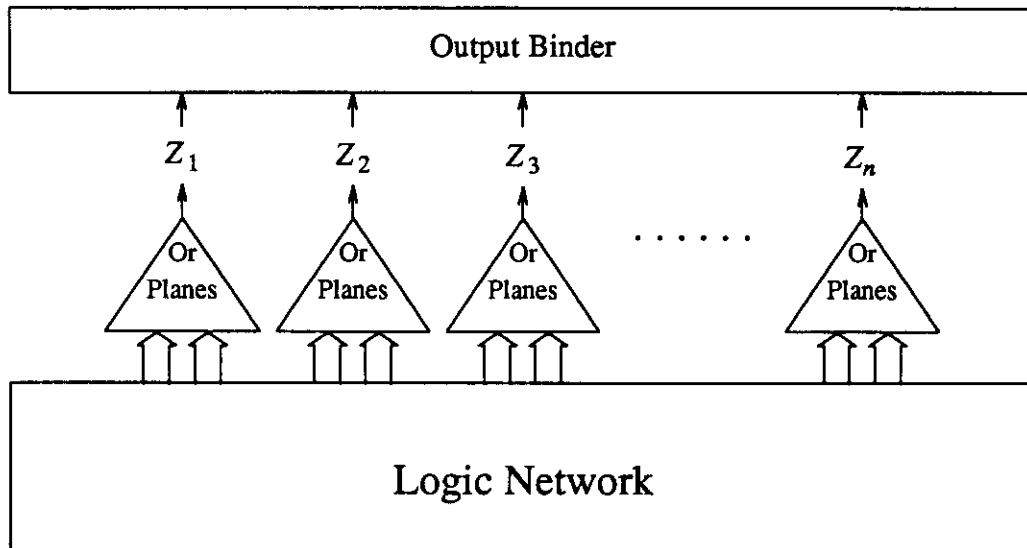 Output Binder
Z1 Z2 Z3 Zn
Or Or Or . . . . . . Or
Planes Planes Planes Planes
Logic Network